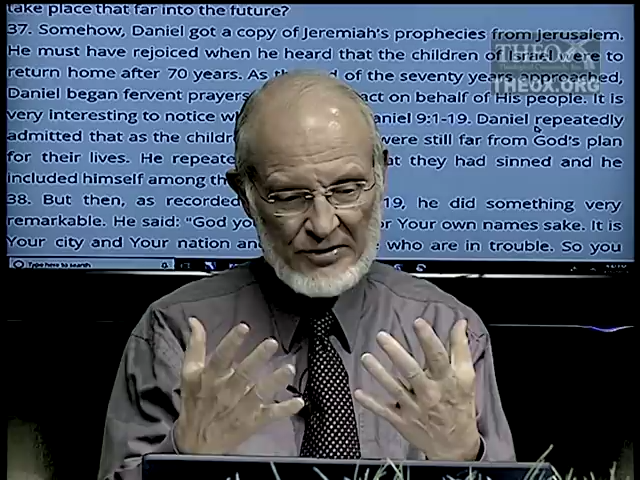 take place that far into the future?
37. Somehow, Daniel got a copy of Jeremiah's prophecies from Jerusalem.
He must have rejoiced when he heard that the children of Israel were to
return home after 70 years. As of the seventy years approached,
Daniel began fervent prayers act on behalf of His people. It is
very interesting to notice Daniel 9:1-19. Daniel repeatedly
admitted that as the were still far from God's plan
for their lives. He that they had sinned and he
included himself among
38. But then, as 19, he did something very
remarkable. He said: "God for Your own names sake. It is
Your city and Your nation who are in trouble. So you
THEOX
THEOX.ORG
Type here to search